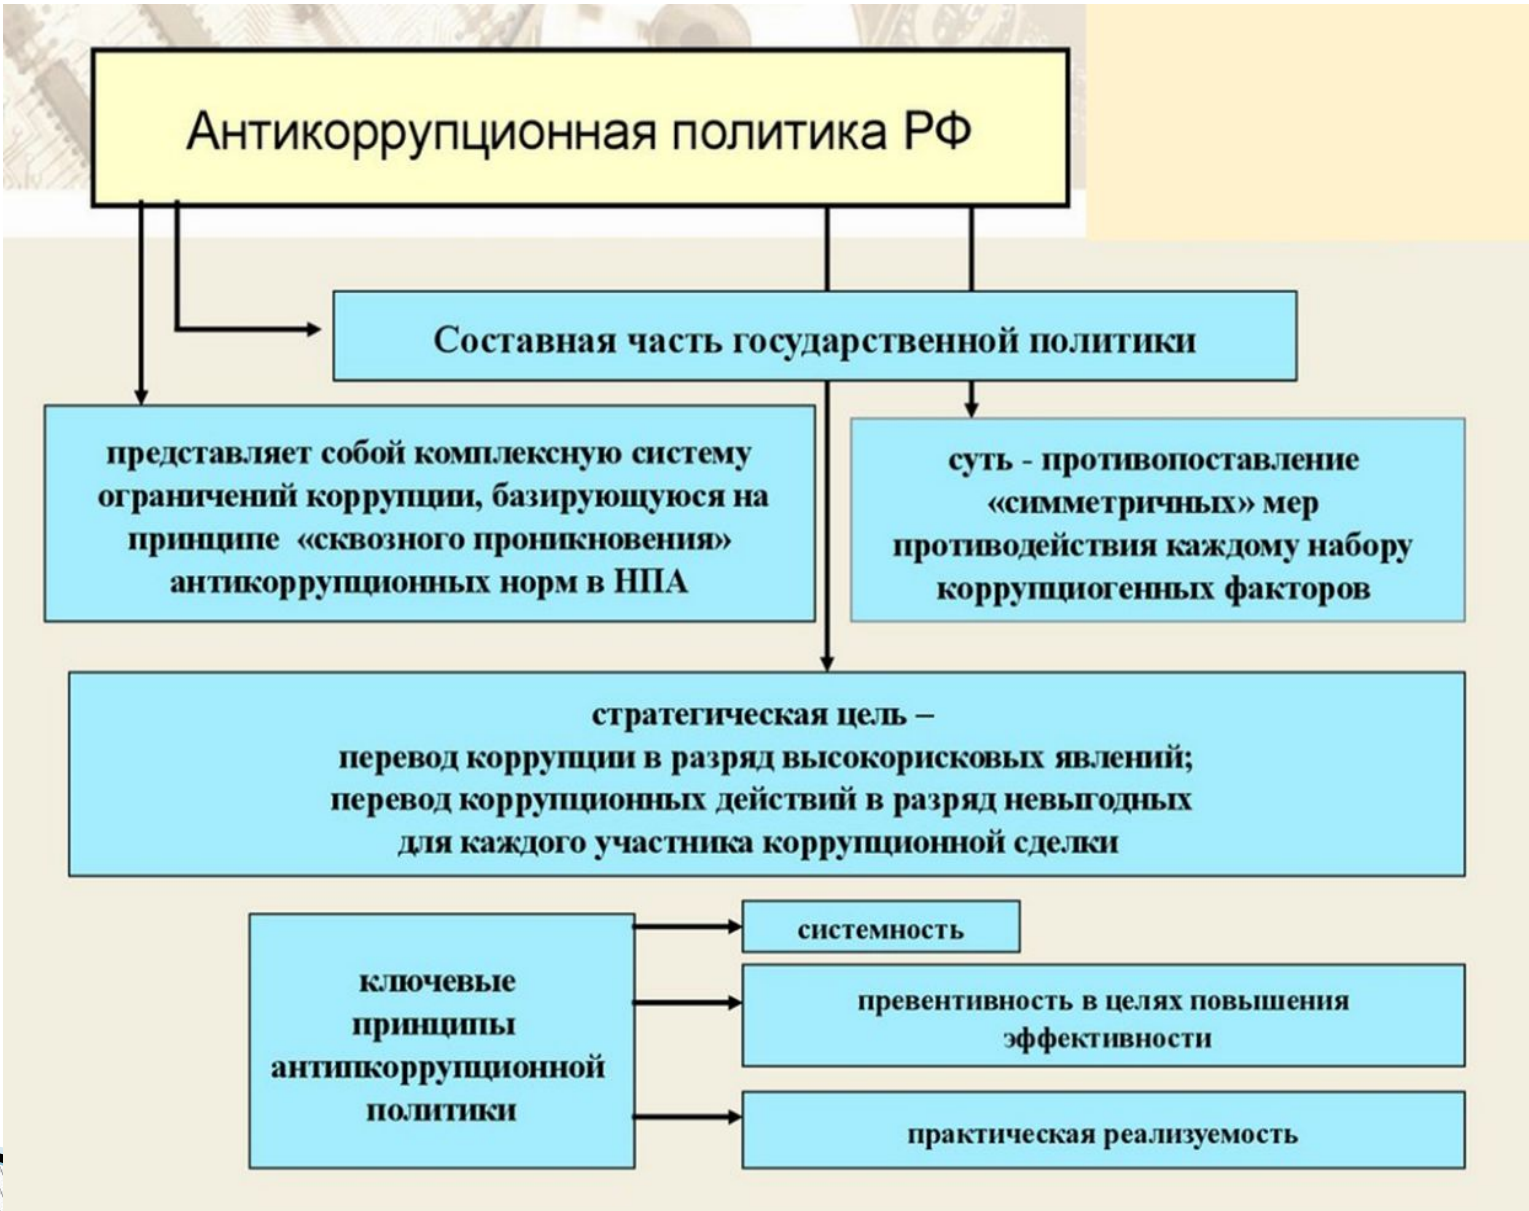 Антикоррупционная политика РФ
Составная часть государственной политики
представляет собой комплексную систему
ограничений коррупции, базирующуюся на
принципе «сквозного проникновения»
антикоррупционных норм в НПА
суть - противопоставление
«симметричных» мер
противодействия каждому набору
коррупциогенных факторов
стратегическая цель –
перевод коррупции в разряд высокорисковых явлений;
перевод коррупционных действий в разряд невыгодных
для каждого участника коррупционной сделки
ключевые
принципы
антипкоррупционной
политики
системность
превентивность в целях повышения
эффективности
практическая реализуемость